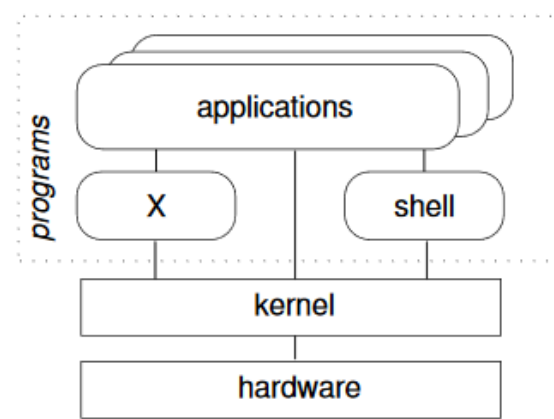 applications
programs
X
shell
kernel
hardware